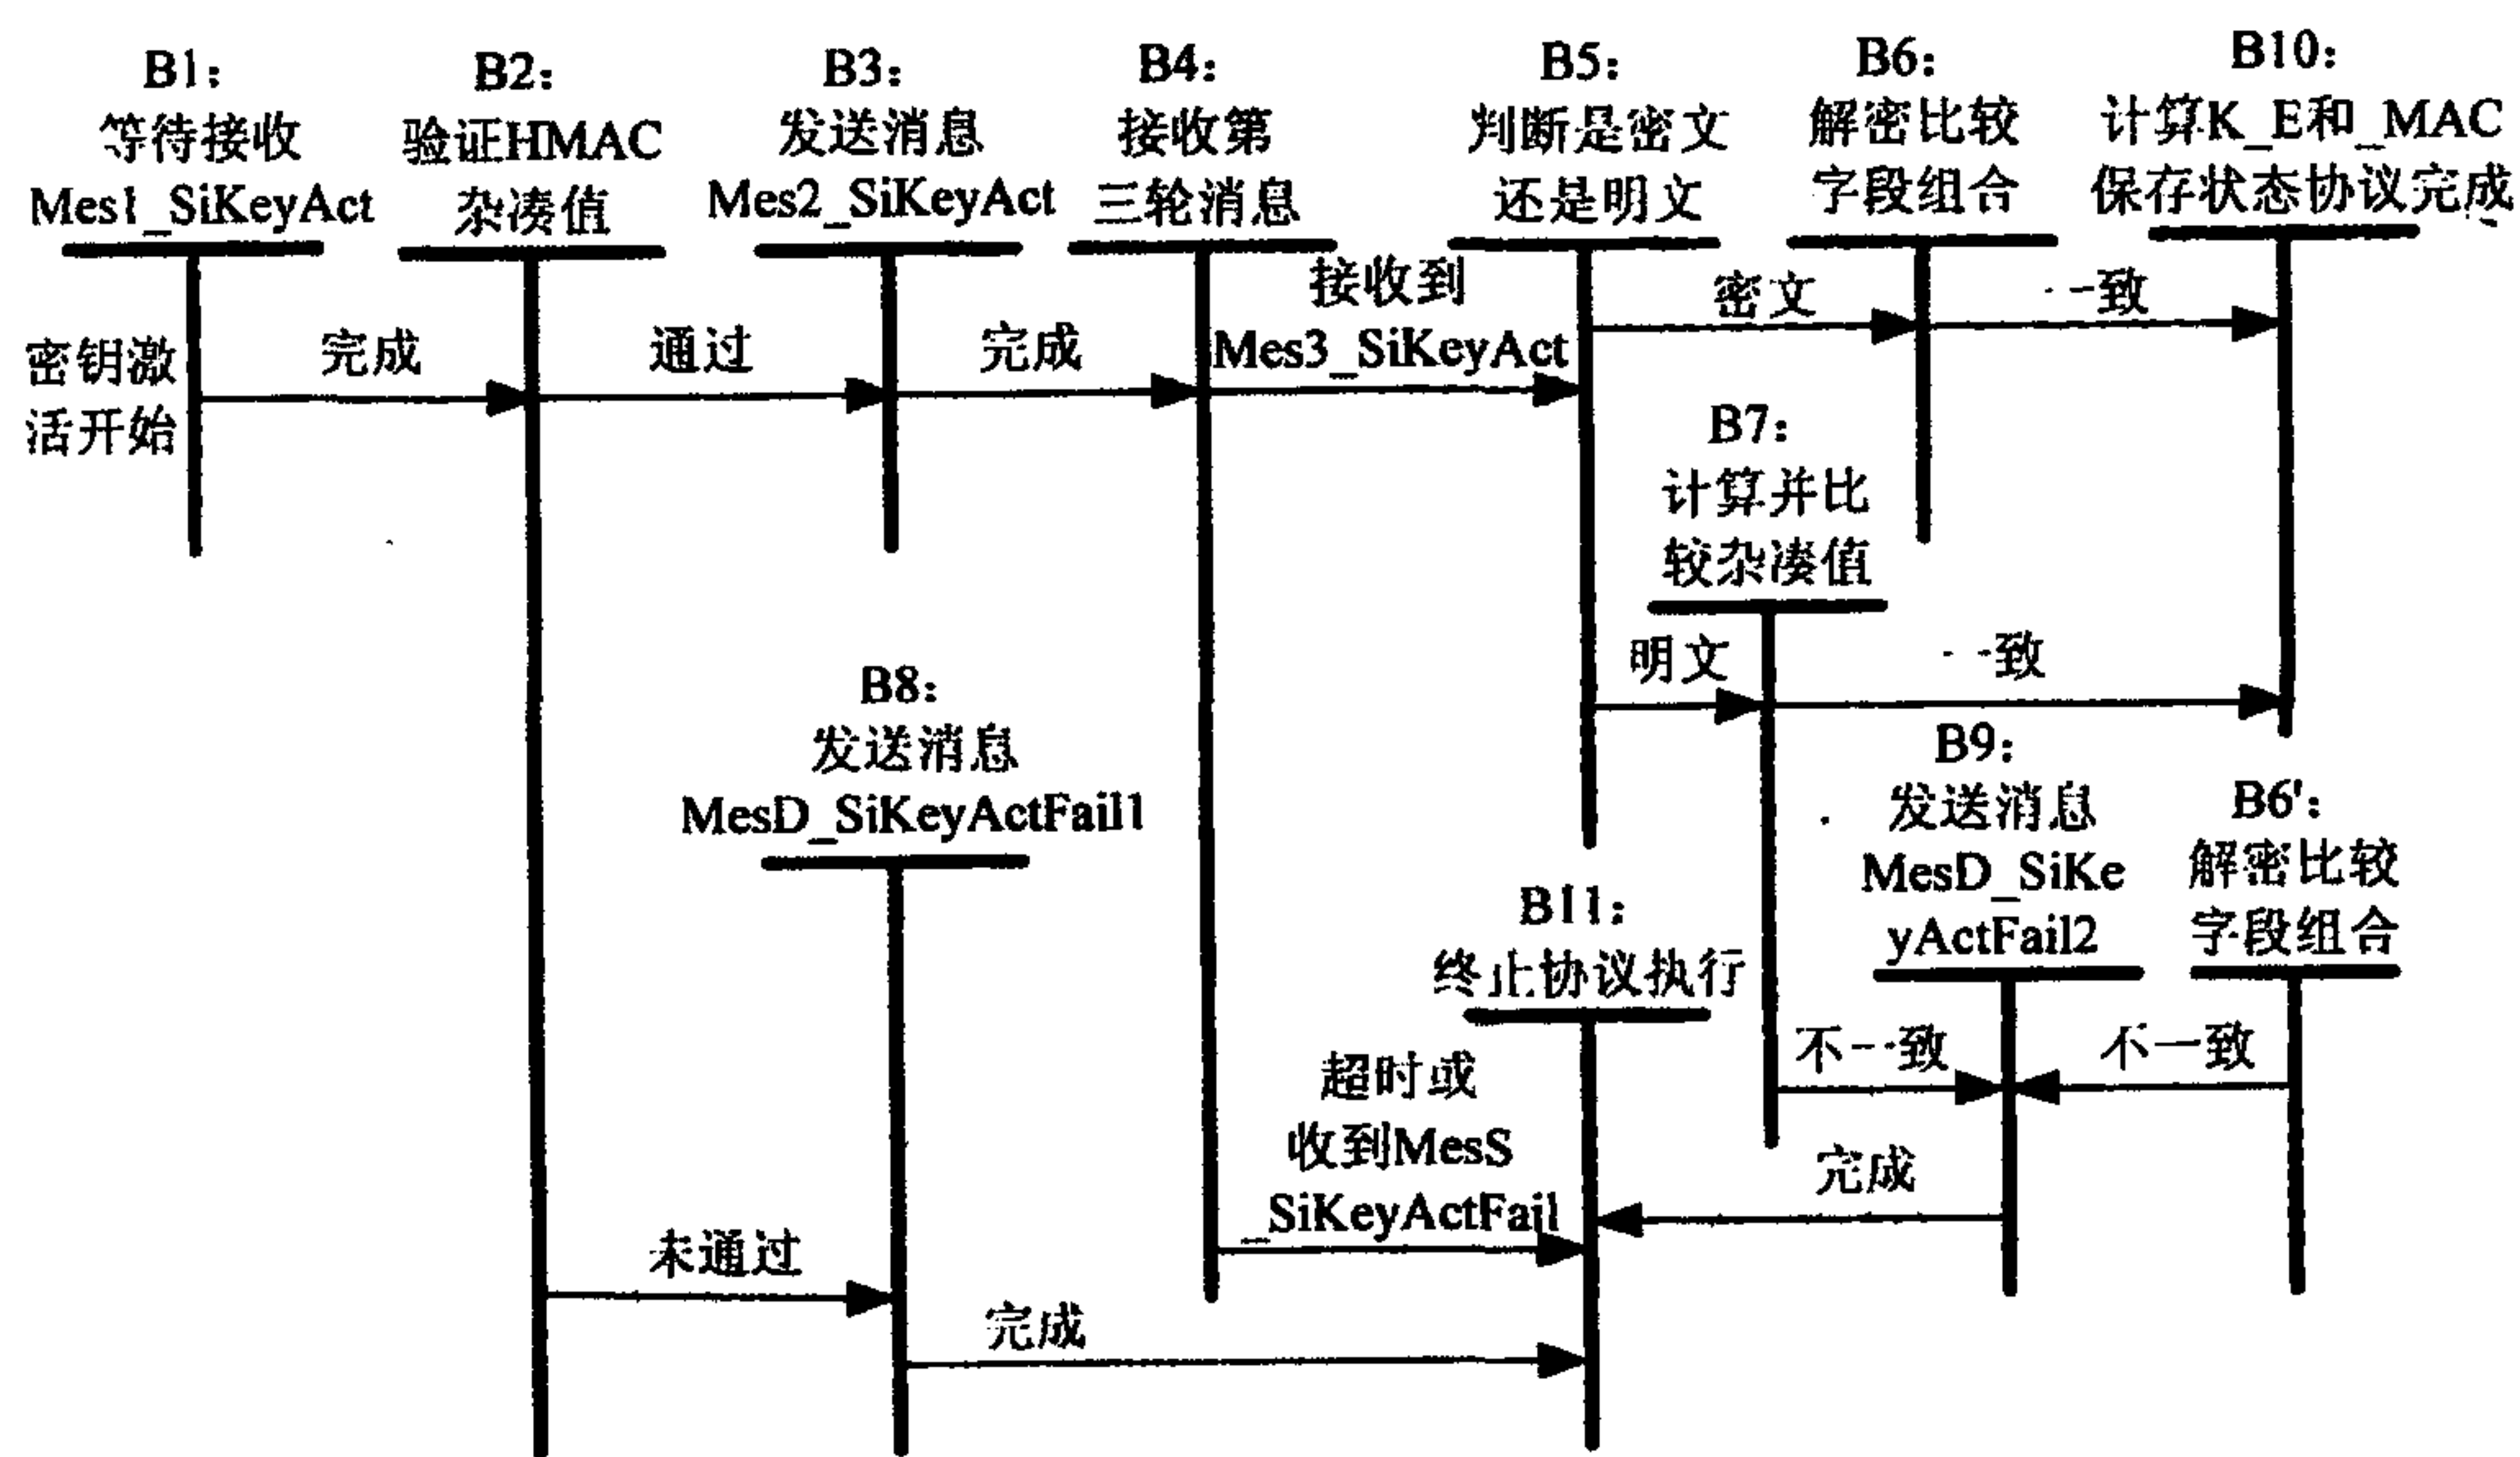 B1:
等待接收
Mes1_SiKeyAct
B2:
验证HMAC
杂凑值
B3:
发送消息
Mes2_SiKeyAct
B4:
接收第
三轮消息
B5:
判断是密文
还是明文
B6:
解密比较
字段组合
B10:
计算K_E和_MAC
保存状态协议完成
密钥激
活开始
完成
通过
完成
接收到
Mes3_SiKeyAct
密文
一致
B7:
计算并比
较杂凑值
明文
一致
B8:
发送消息
MesD_SiKeyActFail1
B9:
发送消息
MesD_SiKe
yActFail2
B6':
解密比较
字段组合
B11:
终止协议执行
不一致
不一致
超时或
收到MesS
_SiKeyActFail
完成
未通过
完成